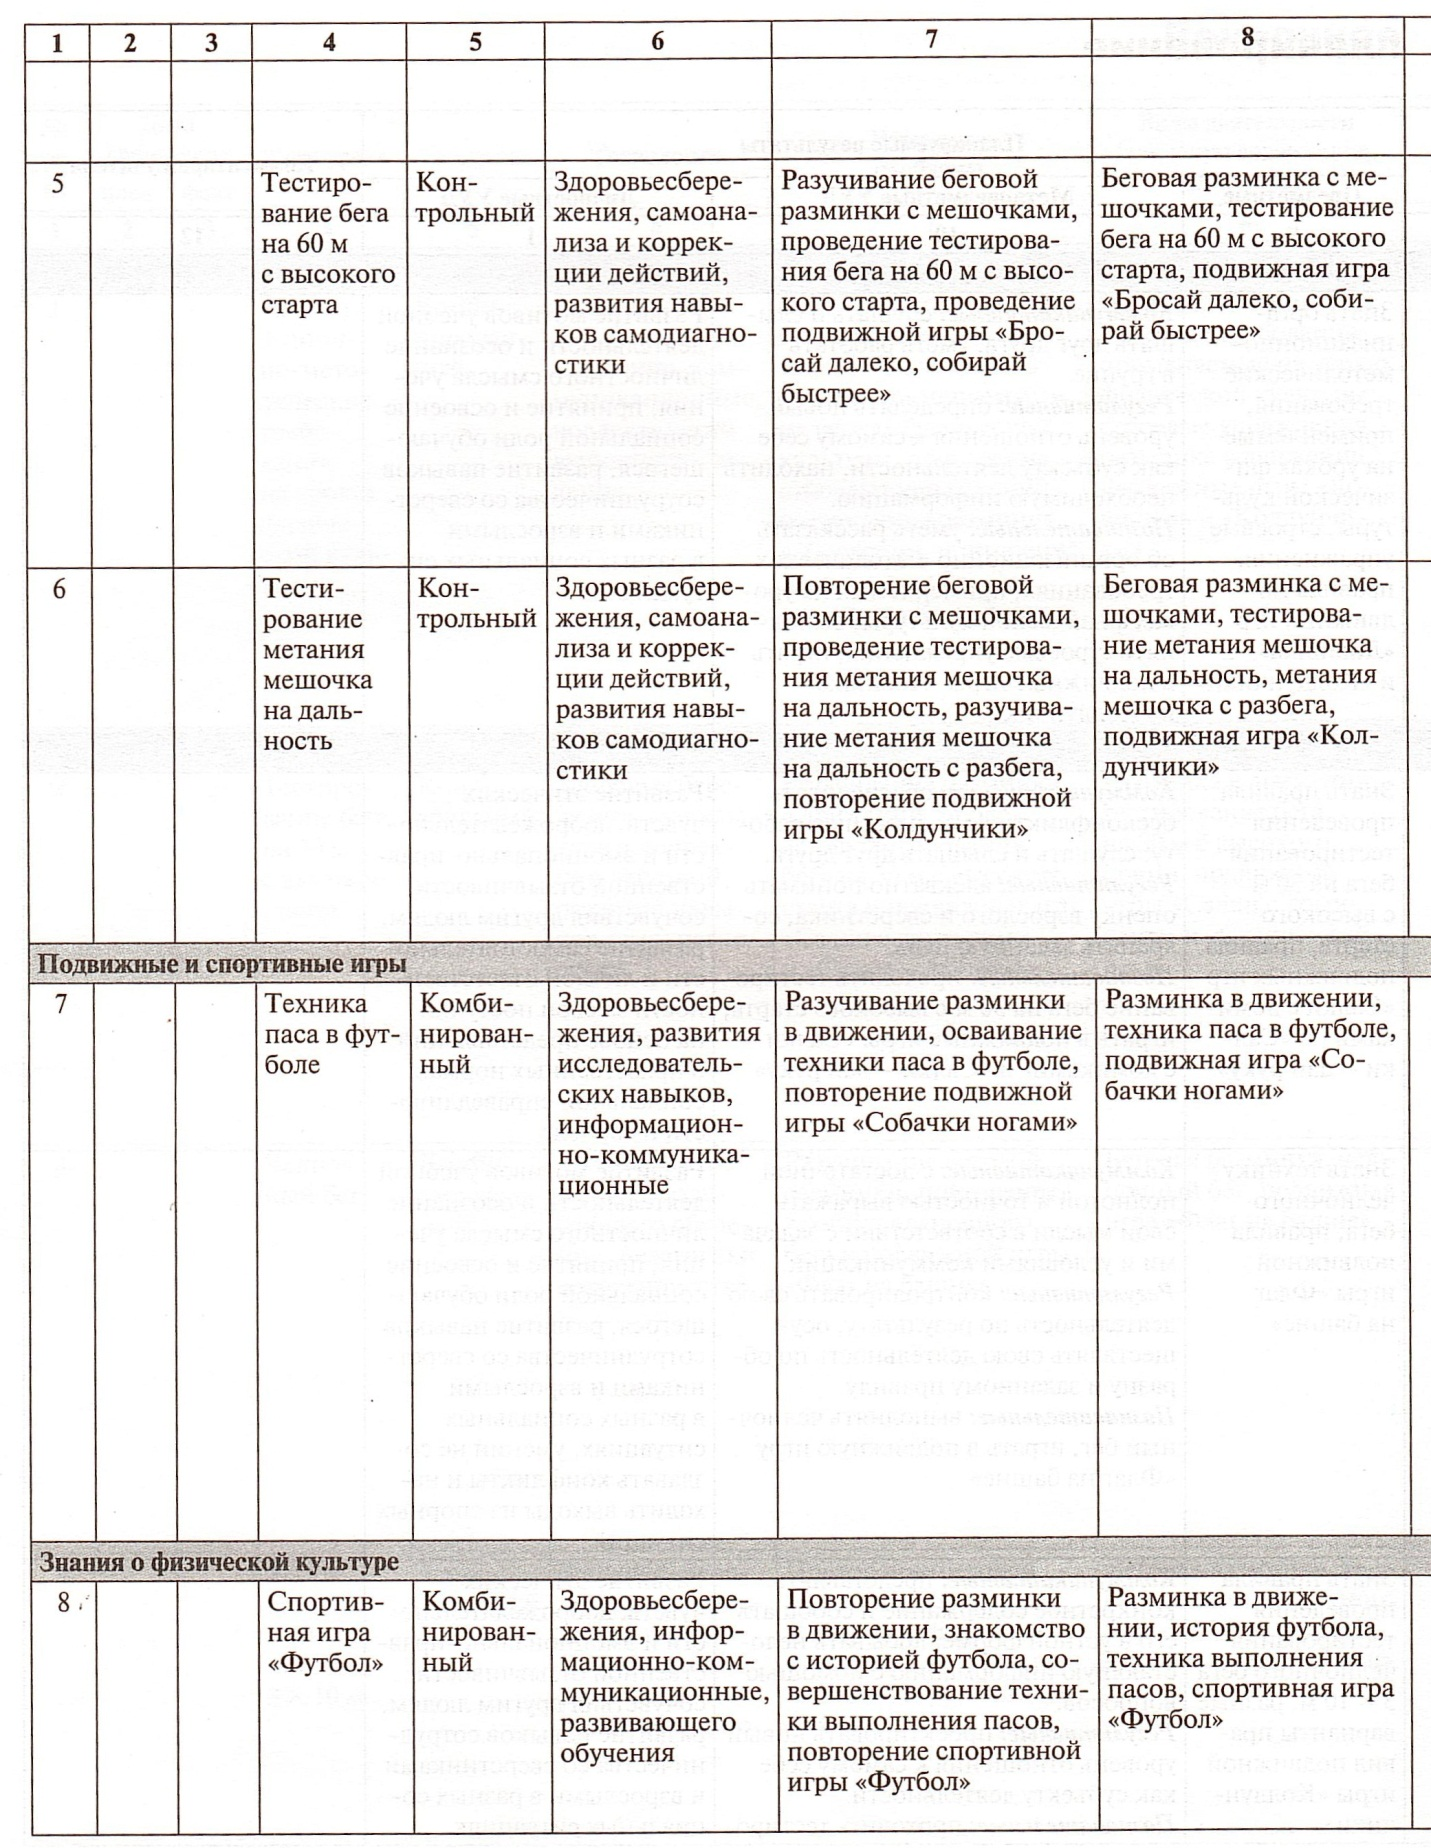 1 2 3 4 5 6 7 8
5
Тестиро-
вание бега
на 60 м
с высокого
старта
Кон-
трольный
Здоровьесбере-
жения, самоана-
лиза и коррек-
ции действий,
развития навы-
ков самодиагно-
стики
Разучивание беговой
разминки с мешочками,
проведение тестирова-
ния бега на 60 м с высо-
кого старта, проведение
подвижной игры «Бро-
сай далеко, собирай
быстрее»
Беговая разминка с ме-
шочками, тестирование
бега на 60 м с высокого
старта, подвижная игра
«Бросай далеко, соби-
рай быстрее»
6
Тести-
рование
метания
мешочка
на даль-
ность
Кон-
трольный
Здоровьесбере-
жения, самоана-
лиза и коррек-
ции действий,
развития навы-
ков самодиагно-
стики
Повторение беговой
разминки с мешочками,
проведение тестирова-
ния метания мешочка
на дальность, разучива-
ние метания мешочка
на дальность с разбега,
повторение подвижной
игры «Колдунчики»
Беговая разминка с ме-
шочками, тестирова-
ние метания мешочка
на дальность, метания
мешочка с разбега,
подвижная игра «Кол-
дунчики»
Подвижные и спортивные игры
7
Техника
паса в фут-
боле
Комби-
нирован-
ный
Здоровьесбере-
жения, развития
исследователь-
ских навыков,
информацион-
но-коммуника-
ционные
Разучивание разминки
в движении, осваивание
техники паса в футболе,
повторение подвижной
игры «Собачки ногами»
Разминка в движении,
техника паса в футболе,
подвижная игра «Со-
бачки ногами»
Знания о физической культуре
8
Спортив-
ная игра
«Футбол»
Комби-
нирован-
ный
Здоровьесбере-
жения, инфор-
мационно-ком-
муникационные,
развивающего
обучения
Повторение разминки
в движении, знакомство
с историей футбола, со-
вершенствование техни-
ки выполнения пасов,
повторение спортивной
игры «Футбол»
Разминка в движе-
нии, история футбола,
техника выполнения
пасов, спортивная игра
«Футбол»